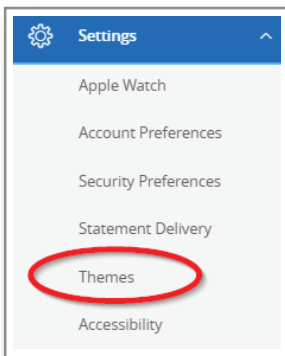 Settings
Apple Watch
Account Preferences
Security Preferences
Statement Delivery
Themes
Accessibility